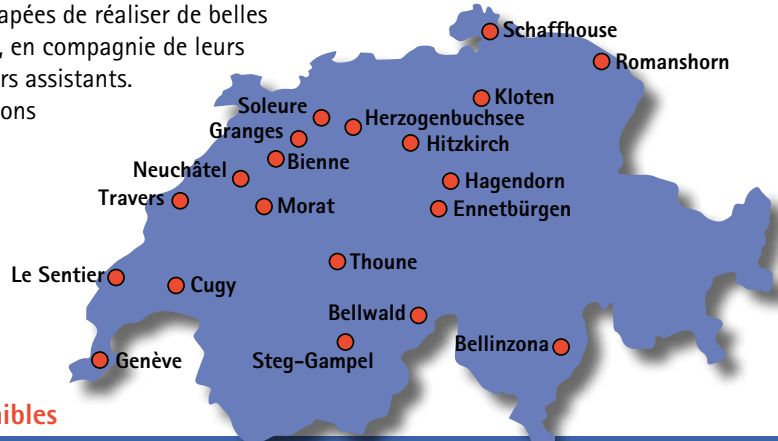 apées de réaliser de belles
, en compagnie de leurs
rs assistants.
ons
Schaffhouse
Romanshorn
Kloten
Soleure
Herzogenbuchsee
Granges
Hitzkirch
Bienne
Neuchâtel
Hagendorn
Travers
Morat
Ennetbürgen
Thoune
Le Sentier
Cugy
Bellwald
Bellinzona
Genève
Steg-Gampel
ibles